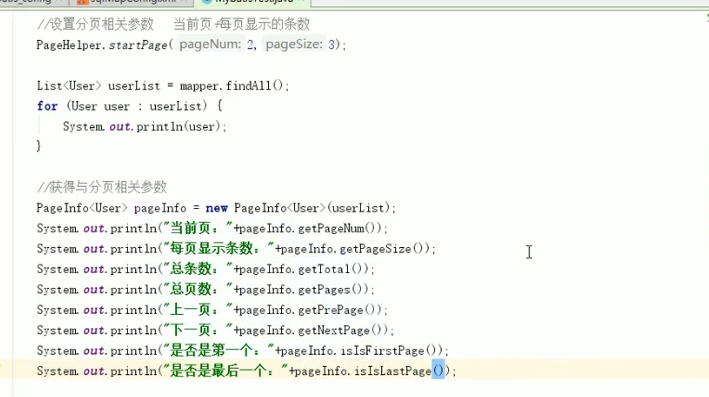 //设置分页相关参数 当前页+每页显示的条数
PageHelper.startPage( pageNum: 2, pageSize: 3);
List<User> userList = mapper.findAll();
for (User user : userList) {
System.out.println(user);
}
//获得与分页相关参数
PageInfo<User> pageInfo = new PageInfo<User>(userList);
System.out.println("当前页："+pageInfo.getPageNum());
System.out.println("每页显示条数："+pageInfo.getPageSize());
System.out.println("总条数："+pageInfo.getTotal());
System.out.println("总页数："+pageInfo.getPages());
System.out.println("上一页："+pageInfo.getPrePage());
System.out.println("下一页："+pageInfo.getNextPage());
System.out.println("是否是第一个："+pageInfo.isIsFirstPage());
System.out.println("是否是最后一个："+pageInfo.isIsLastPage());